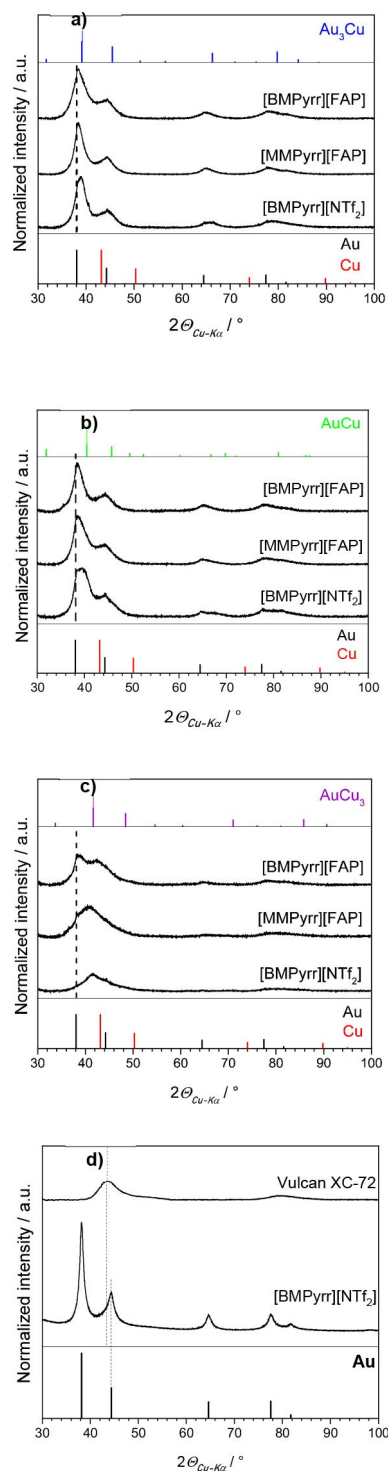 a)
Au3Cu
[BMPyrr][FAP]
[MMPyrr][FAP]
[BMPyrr][NTf2]
Au
Cu
Normalized intensity / a.u.
30 40 50 60 70 80 90 100
2ΘCu-Kα / °
b)
AuCu
[BMPyrr][FAP]
[MMPyrr][FAP]
[BMPyrr][NTf2]
Au
Cu
Normalized intensity / a.u.
30 40 50 60 70 80 90 100
2ΘCu-Kα / °
c)
AuCu3
[BMPyrr][FAP]
[MMPyrr][FAP]
[BMPyrr][NTf2]
Au
Cu
Normalized intensity / a.u.
30 40 50 60 70 80 90 100
2ΘCu-Kα / °
d)
Vulcan XC-72
[BMPyrr][NTf2]
Au
Normalized intensity / a.u.
30 40 50 60 70 80 90 100
2ΘCu-Kα / °